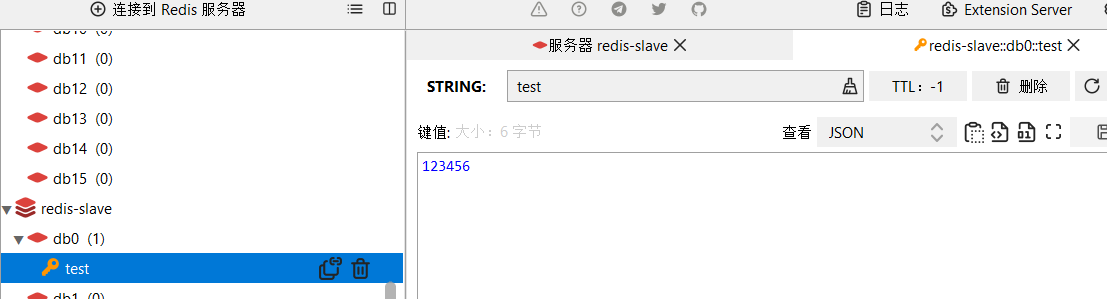 连接到 Redis 服务器
日志
Extension Server
db10 (0)
db11 (0)
db12 (0)
db13 (0)
db14 (0)
db15 (0)
redis-slave
db0 (1)
test
db1 (0)
服务器 redis-slave
redis-slave::db0::test
STRING:
test
TTL：-1
删除
键值: 大小：6 字节
查看
JSON
123456